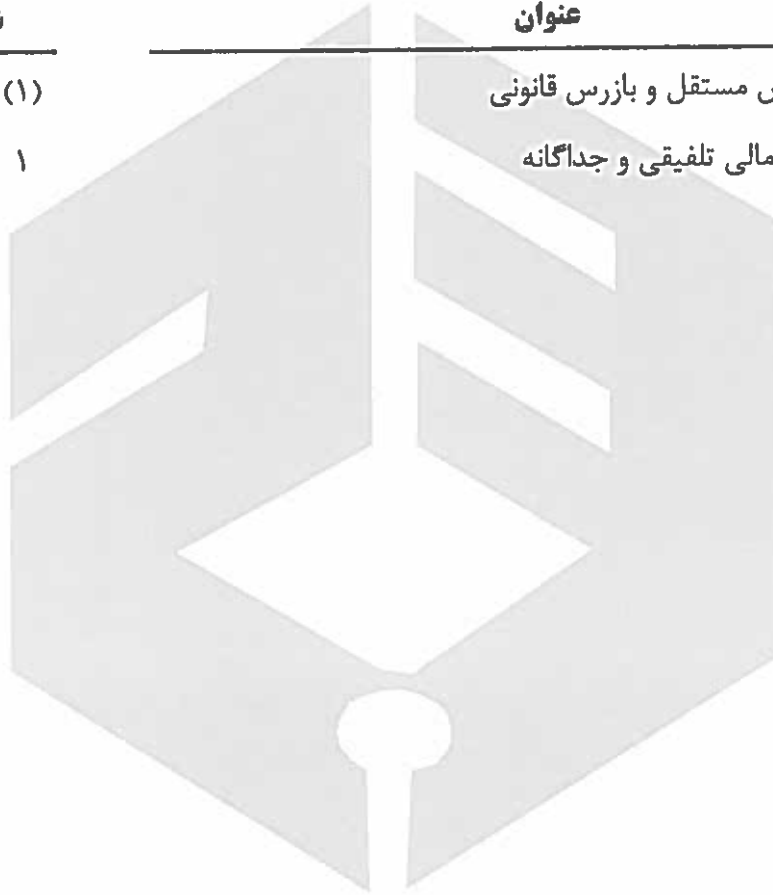 عنوان
مستقل و بازرس قانونی (۱)
مالی تلفیقی و جداگانه ۱